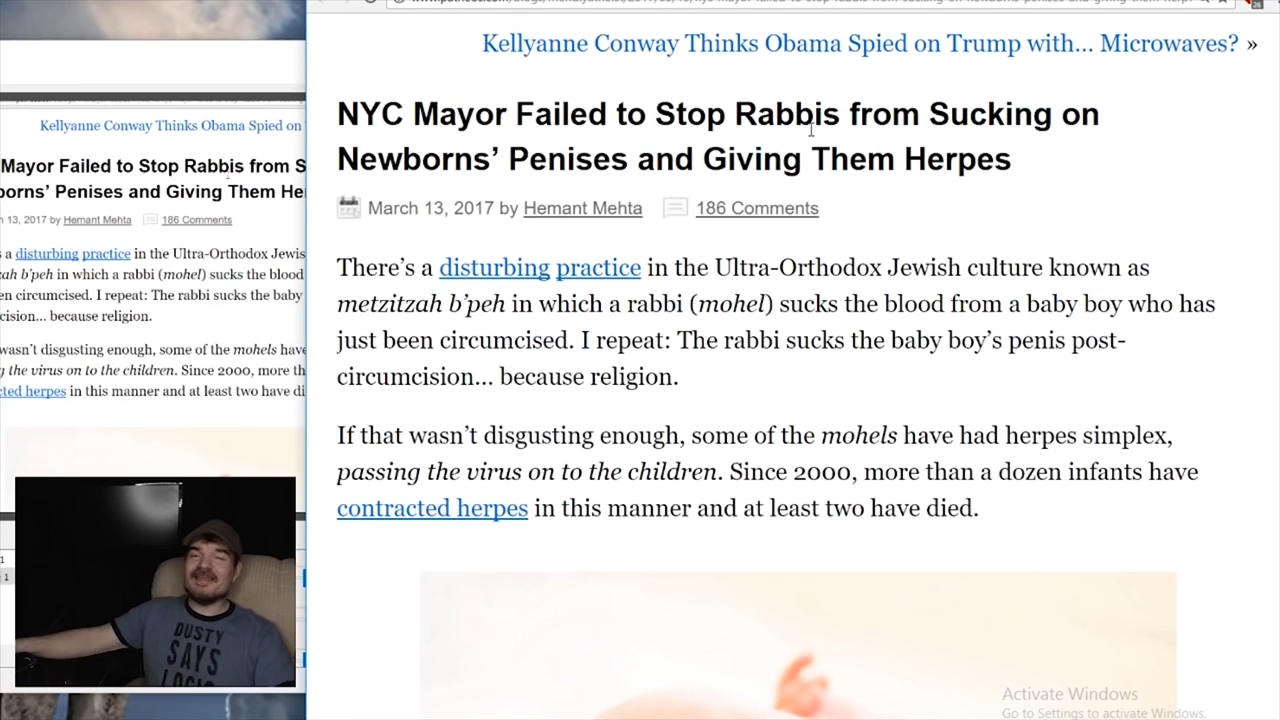 Kellyanne Conway Thinks Obama Spied on Trump with... Microwaves? »
NYC Mayor Failed to Stop Rabbis from Sucking on
Newborns' Penises and Giving Them Herpes
March 13, 2017 by Hemant Mehta 186 Comments
There's a disturbing practice in the Ultra-Orthodox Jewish culture known as
metzitzah b'peh in which a rabbi (mohel) sucks the blood from a baby boy who has
just been circumcised. I repeat: The rabbi sucks the baby boy's penis post-
circumcision... because religion.
If that wasn't disgusting enough, some of the mohels have had herpes simplex,
passing the virus on to the children. Since 2000, more than a dozen infants have
contracted herpes in this manner and at least two have died.
Kellyanne Conway Thinks Obama Spied on
Mayor Failed to Stop Rabbis from S
orns' Penises and Giving Them He
13, 2017 by Hemant Mehta 186 Comments
s a disturbing practice in the Ultra-Orthodox Jewis
ah b'peh in which a rabbi (mohel) sucks the blood
en circumcised. I repeat: The rabbi sucks the baby
cision... because religion.
wasn't disgusting enough, some of the mohels have
g the virus on to the children. Since 2000, more th
cted herpes in this manner and at least two have di
1
1
DUSTY
SAYS
LOGIC
Activate Windows
Go to Settings to activate Windows.